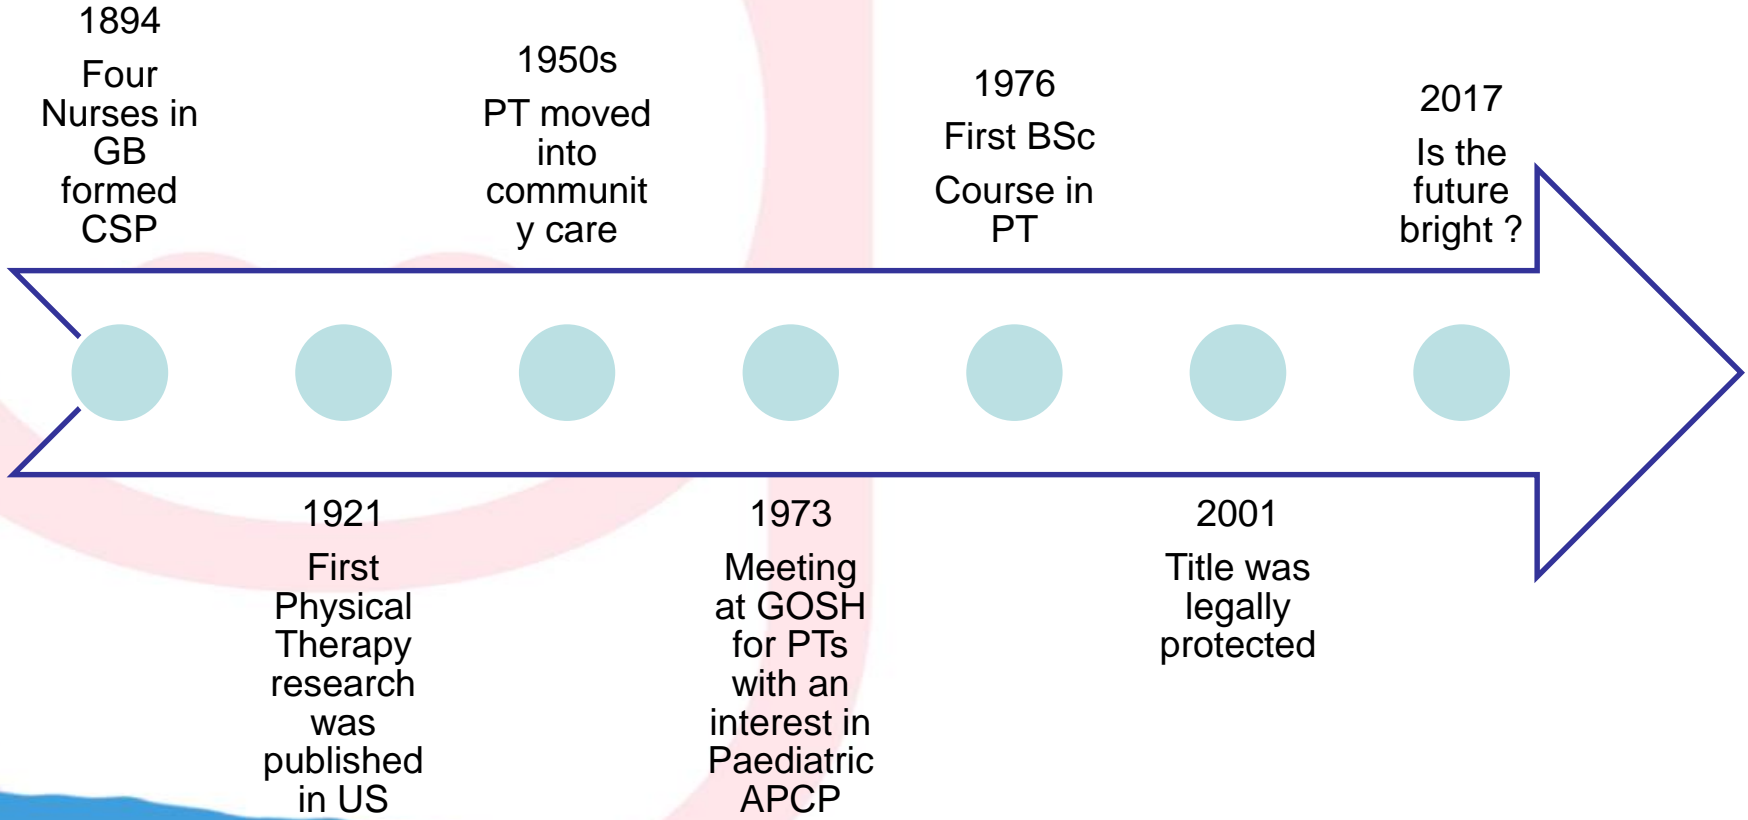 1894
Four
Nurses in
GB
formed
CSP
1921
First
Physical
Therapy
research
was
published
in US
1950s
PT moved
into
communit
y care
1973
Meeting
at GOSH
for PTs
with an
interest in
Paediatric
APCP
1976
First BSc
Course in
PT
2001
Title was
legally
protected
2017
Is the
future
bright ?